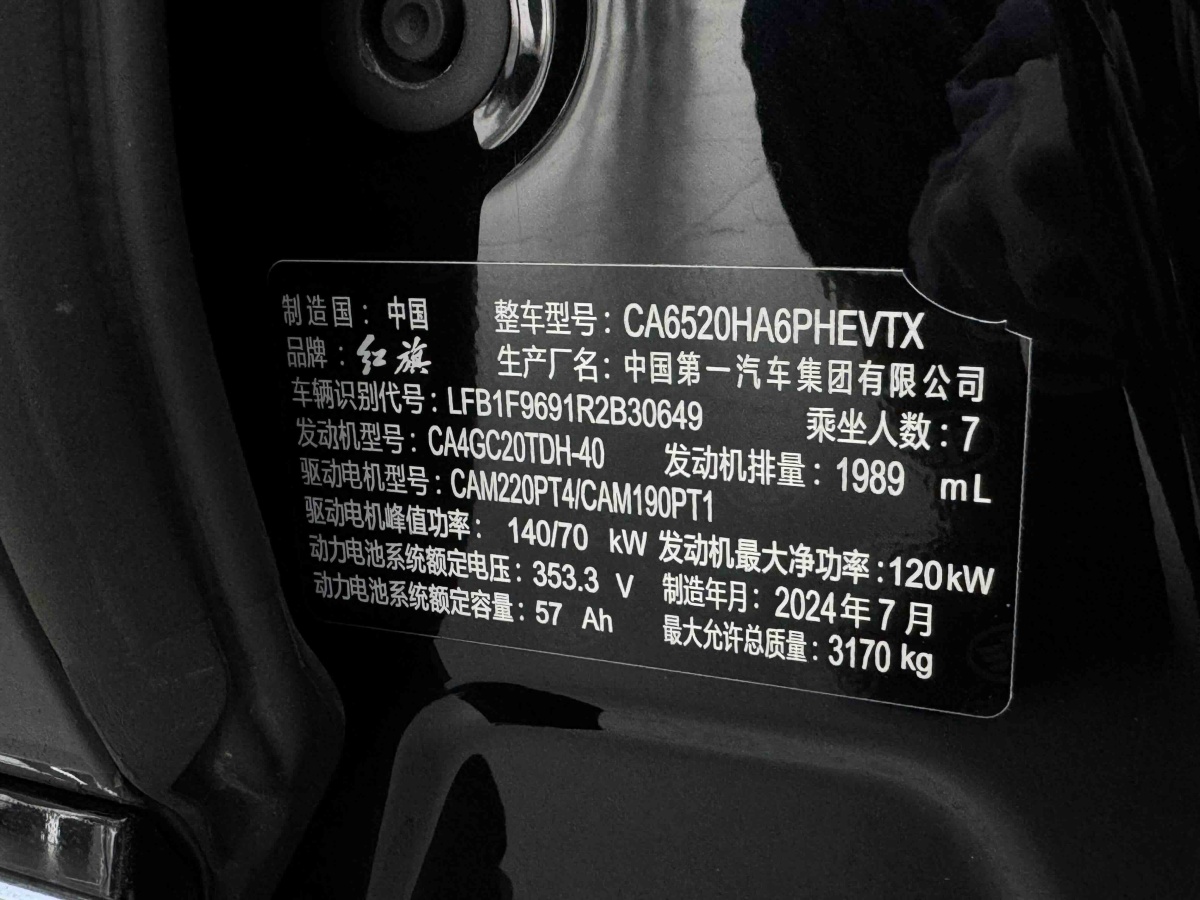 制造国：中国 整车型号：CA6520HA6PHEVTX
品牌：红旗 生产厂名：中国第一汽车集团有限公司
车辆识别代号：LFB1F9691R2B30649 乘坐人数：7
发动机型号：CA4GC20TDH-40 发动机排量：1989 mL
驱动电机型号：CAM220PT4/CAM190PT1
驱动电机峰值功率： 140/70 kW 发动机最大净功率：120kW
动力电池系统额定电压：353.3 V 制造年月：2024年7月
动力电池系统额定容量：57 Ah 最大允许总质量：3170 kg